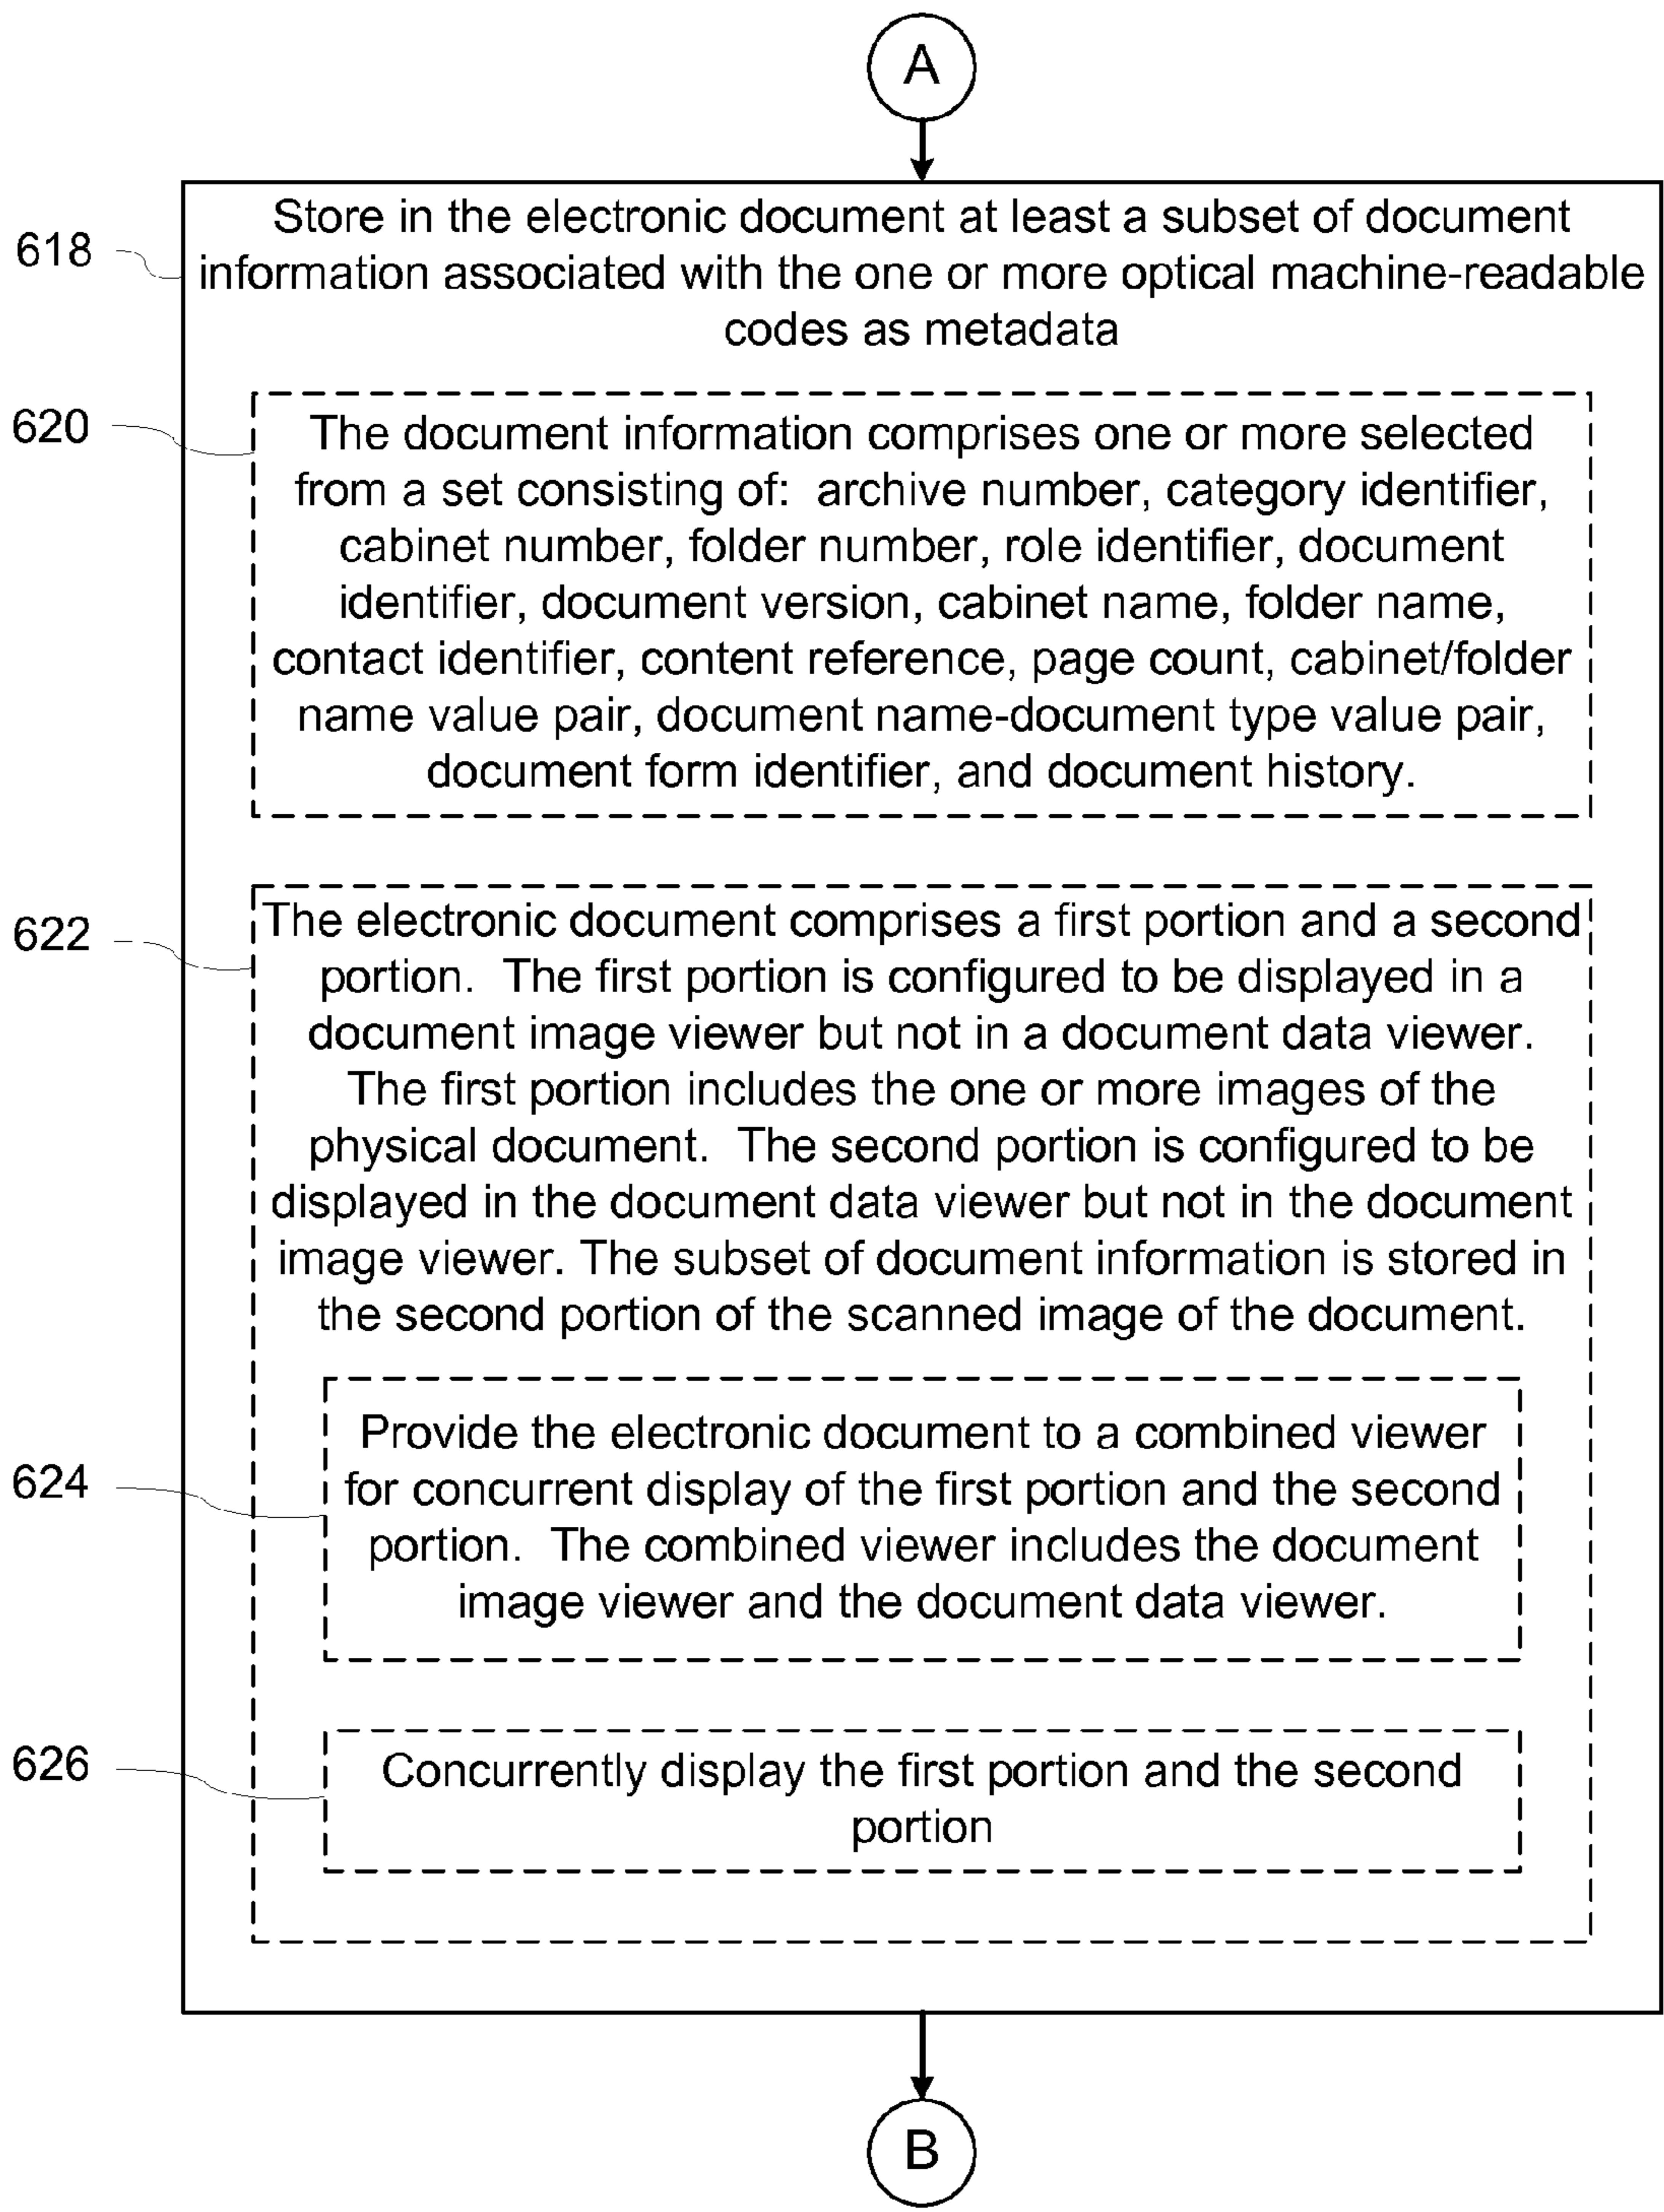 A
618
Store in the electronic document at least a subset of document
information associated with the one or more optical machine-readable
codes as metadata
620
The document information comprises one or more selected
from a set consisting of:  archive number, category identifier,
cabinet number, folder number, role identifier, document
identifier, document version, cabinet name, folder name,
contact identifier, content reference, page count, cabinet/folder
name value pair, document name-document type value pair,
document form identifier, and document history.
622
The electronic document comprises a first portion and a second
portion.  The first portion is configured to be displayed in a
document image viewer but not in a document data viewer.
The first portion includes the one or more images of the
physical document.  The second portion is configured to be
displayed in the document data viewer but not in the document
image viewer. The subset of document information is stored in
the second portion of the scanned image of the document.
624
Provide the electronic document to a combined viewer
for concurrent display of the first portion and the second
portion.  The combined viewer includes the document
image viewer and the document data viewer.
626
Concurrently display the first portion and the second
portion
B